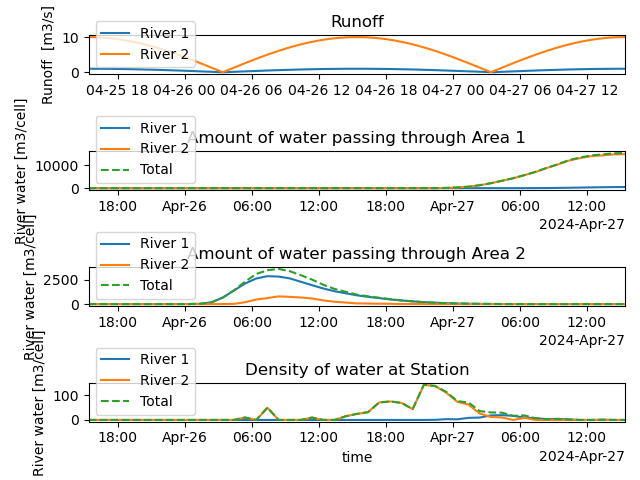 Runoff
Runoff  [m3/s]
10
0
River 1
River 2
04-25 18 04-26 00 04-26 06 04-26 12 04-26 18 04-27 00 04-27 06 04-27 12
Amount of water passing through Area 1
River water [m3/cell]
10000
0
River 1
River 2
Total
18:00 Apr-26 06:00 12:00 18:00 Apr-27 06:00 12:00
2024-Apr-27
Amount of water passing through Area 2
River water [m3/cell]
2500
0
River 1
River 2
Total
18:00 Apr-26 06:00 12:00 18:00 Apr-27 06:00 12:00
2024-Apr-27
Density of water at Station
River water [m3/cell]
100
0
River 1
River 2
Total
18:00 Apr-26 06:00 12:00 18:00 Apr-27 06:00 12:00
time
2024-Apr-27